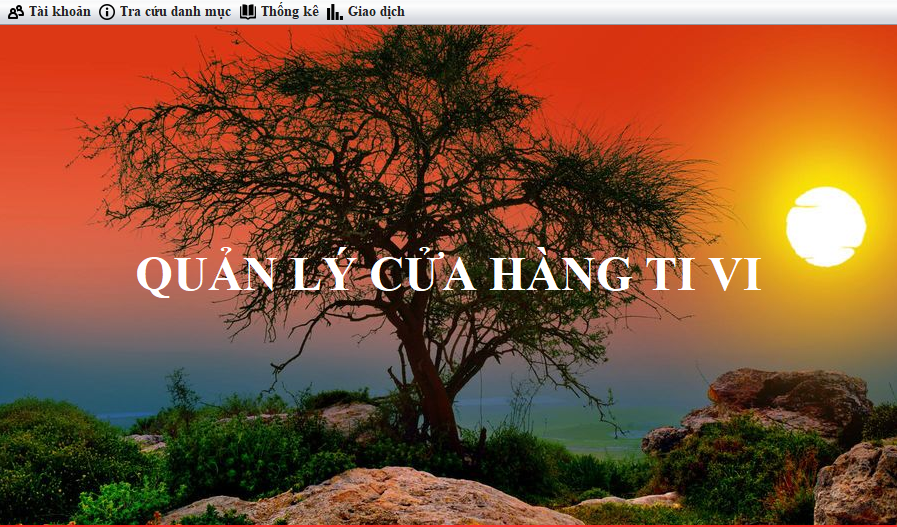 Tài khoản Tra cứu danh mục Thống kê Giao dịch
QUẢN LÝ CỬA HÀNG TI VI